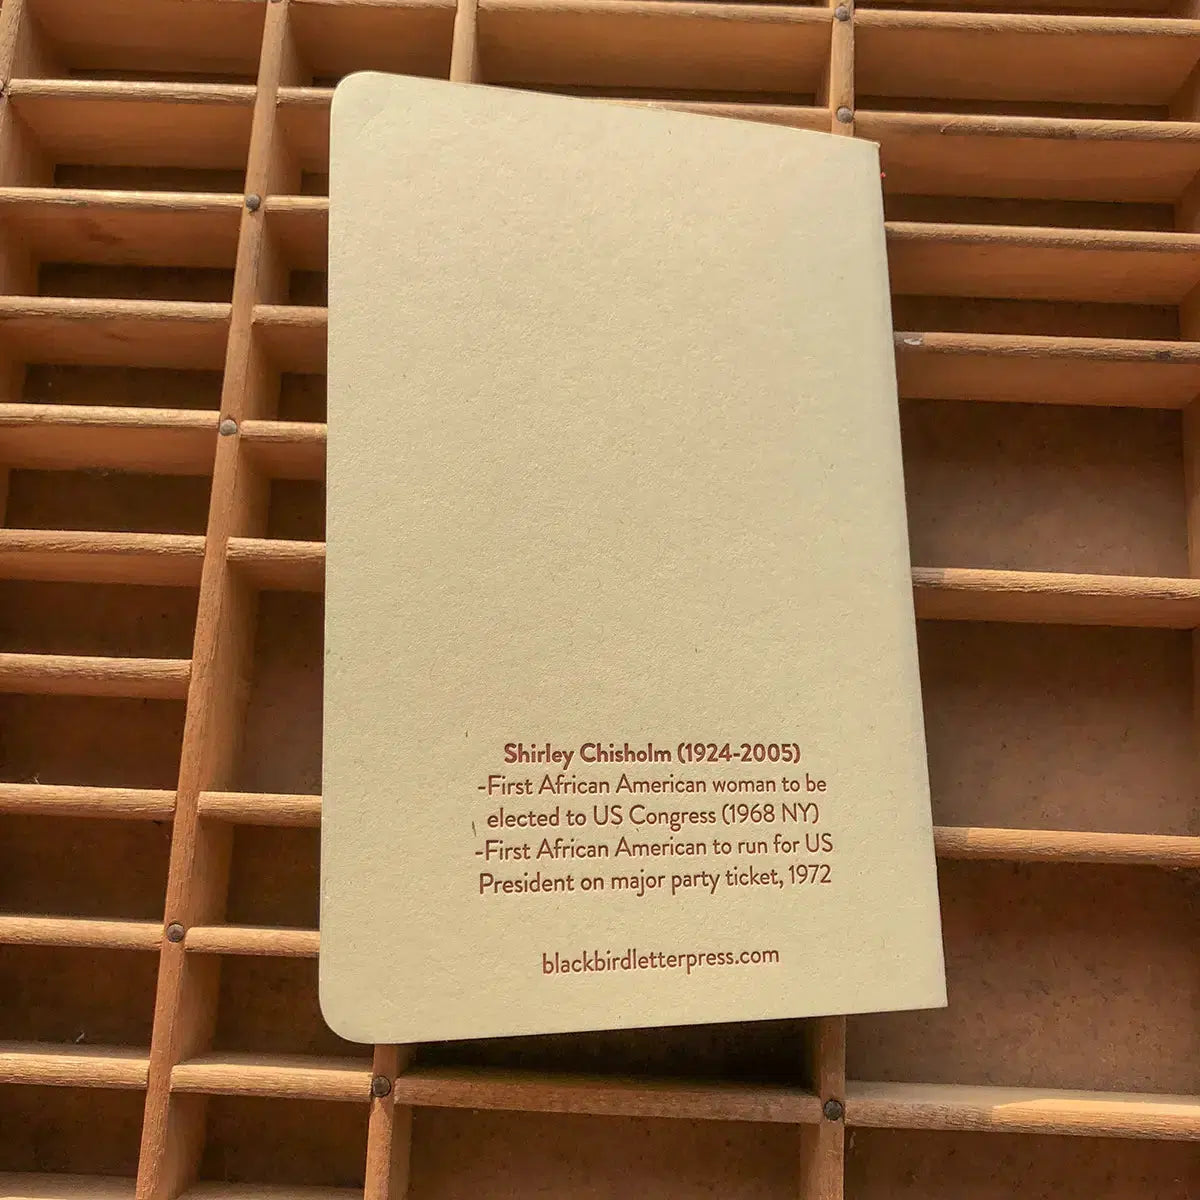 Shirley Chisholm (1924-2005)
-First African American woman to be
elected to US Congress (1968 NY)
-First African American to run for US
President on major party ticket, 1972
blackbirdletterpress.com